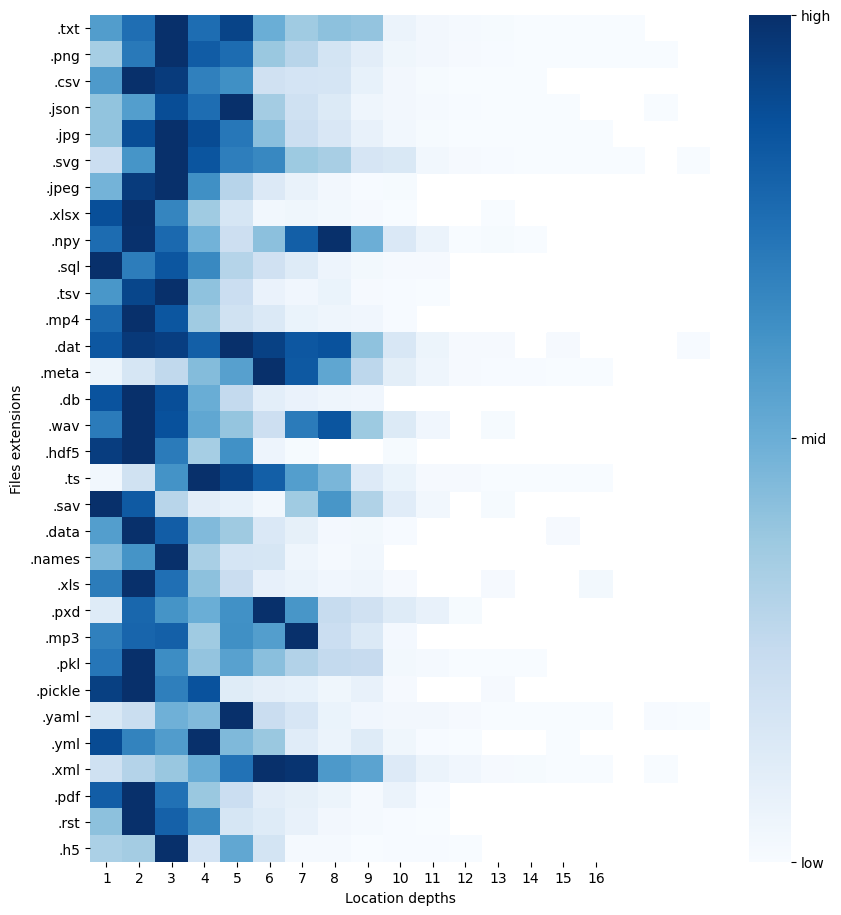 .txt
.png
.csv
.json
.jpg
.svg
.jpeg
.xlsx
.npy
.sql
.tsv
.mp4
.dat
.meta
.db
.wav
.hdf5
.ts
.sav
.data
.names
.xls
.pxd
.mp3
.pkl
.pickle
.yaml
.yml
.xml
.pdf
.rst
.h5
Files extensions
1 2 3 4 5 6 7 8 9 10 11 12 13 14 15 16
Location depths
high
mid
low